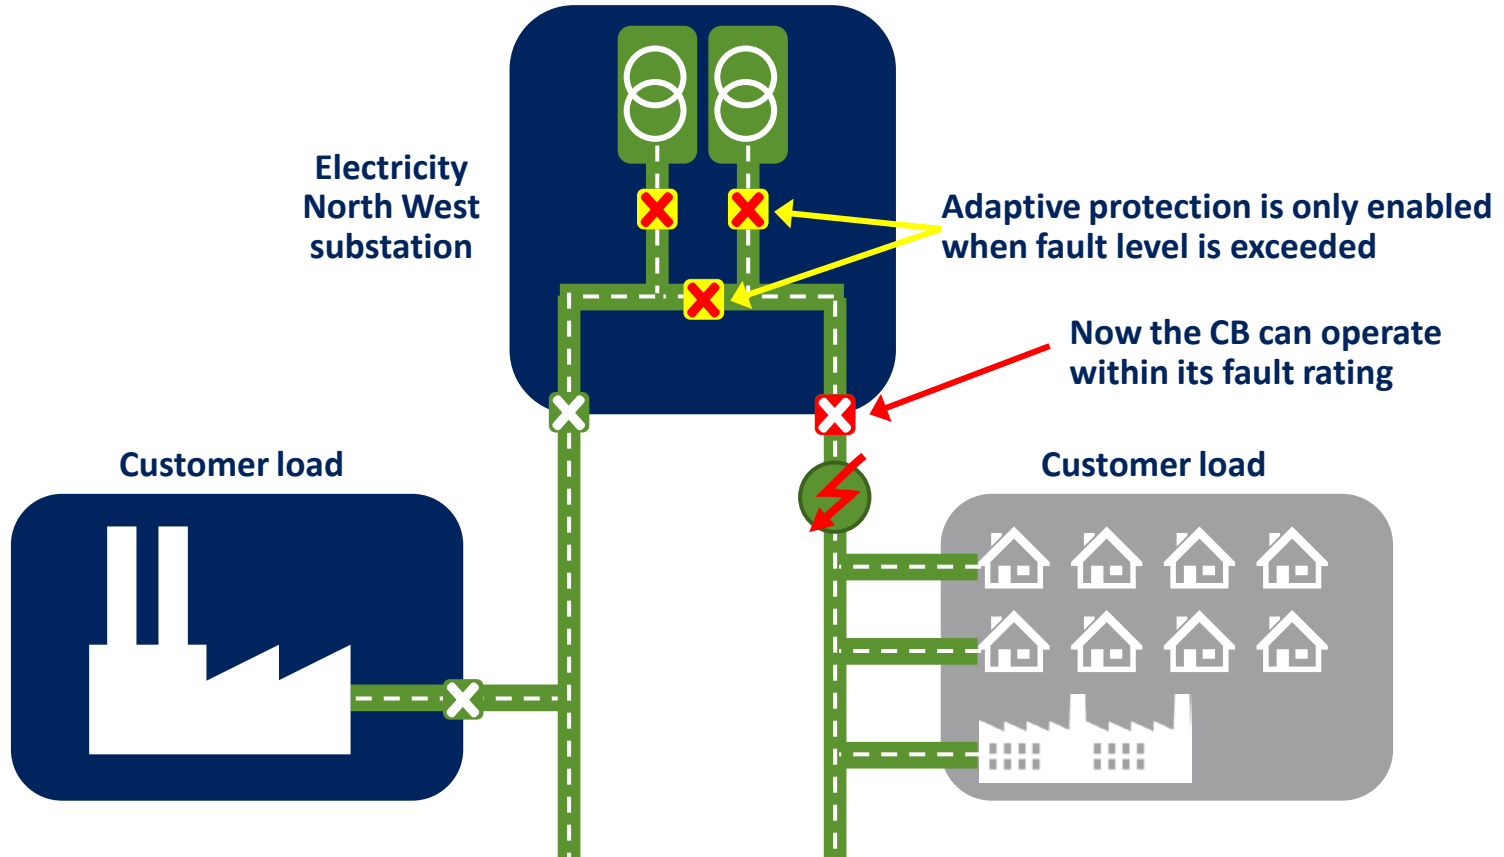 Electricity
North West
substation
Adaptive protection is only enabled
when fault level is exceeded
Now the CB can operate
within its fault rating
Customer load
Customer load